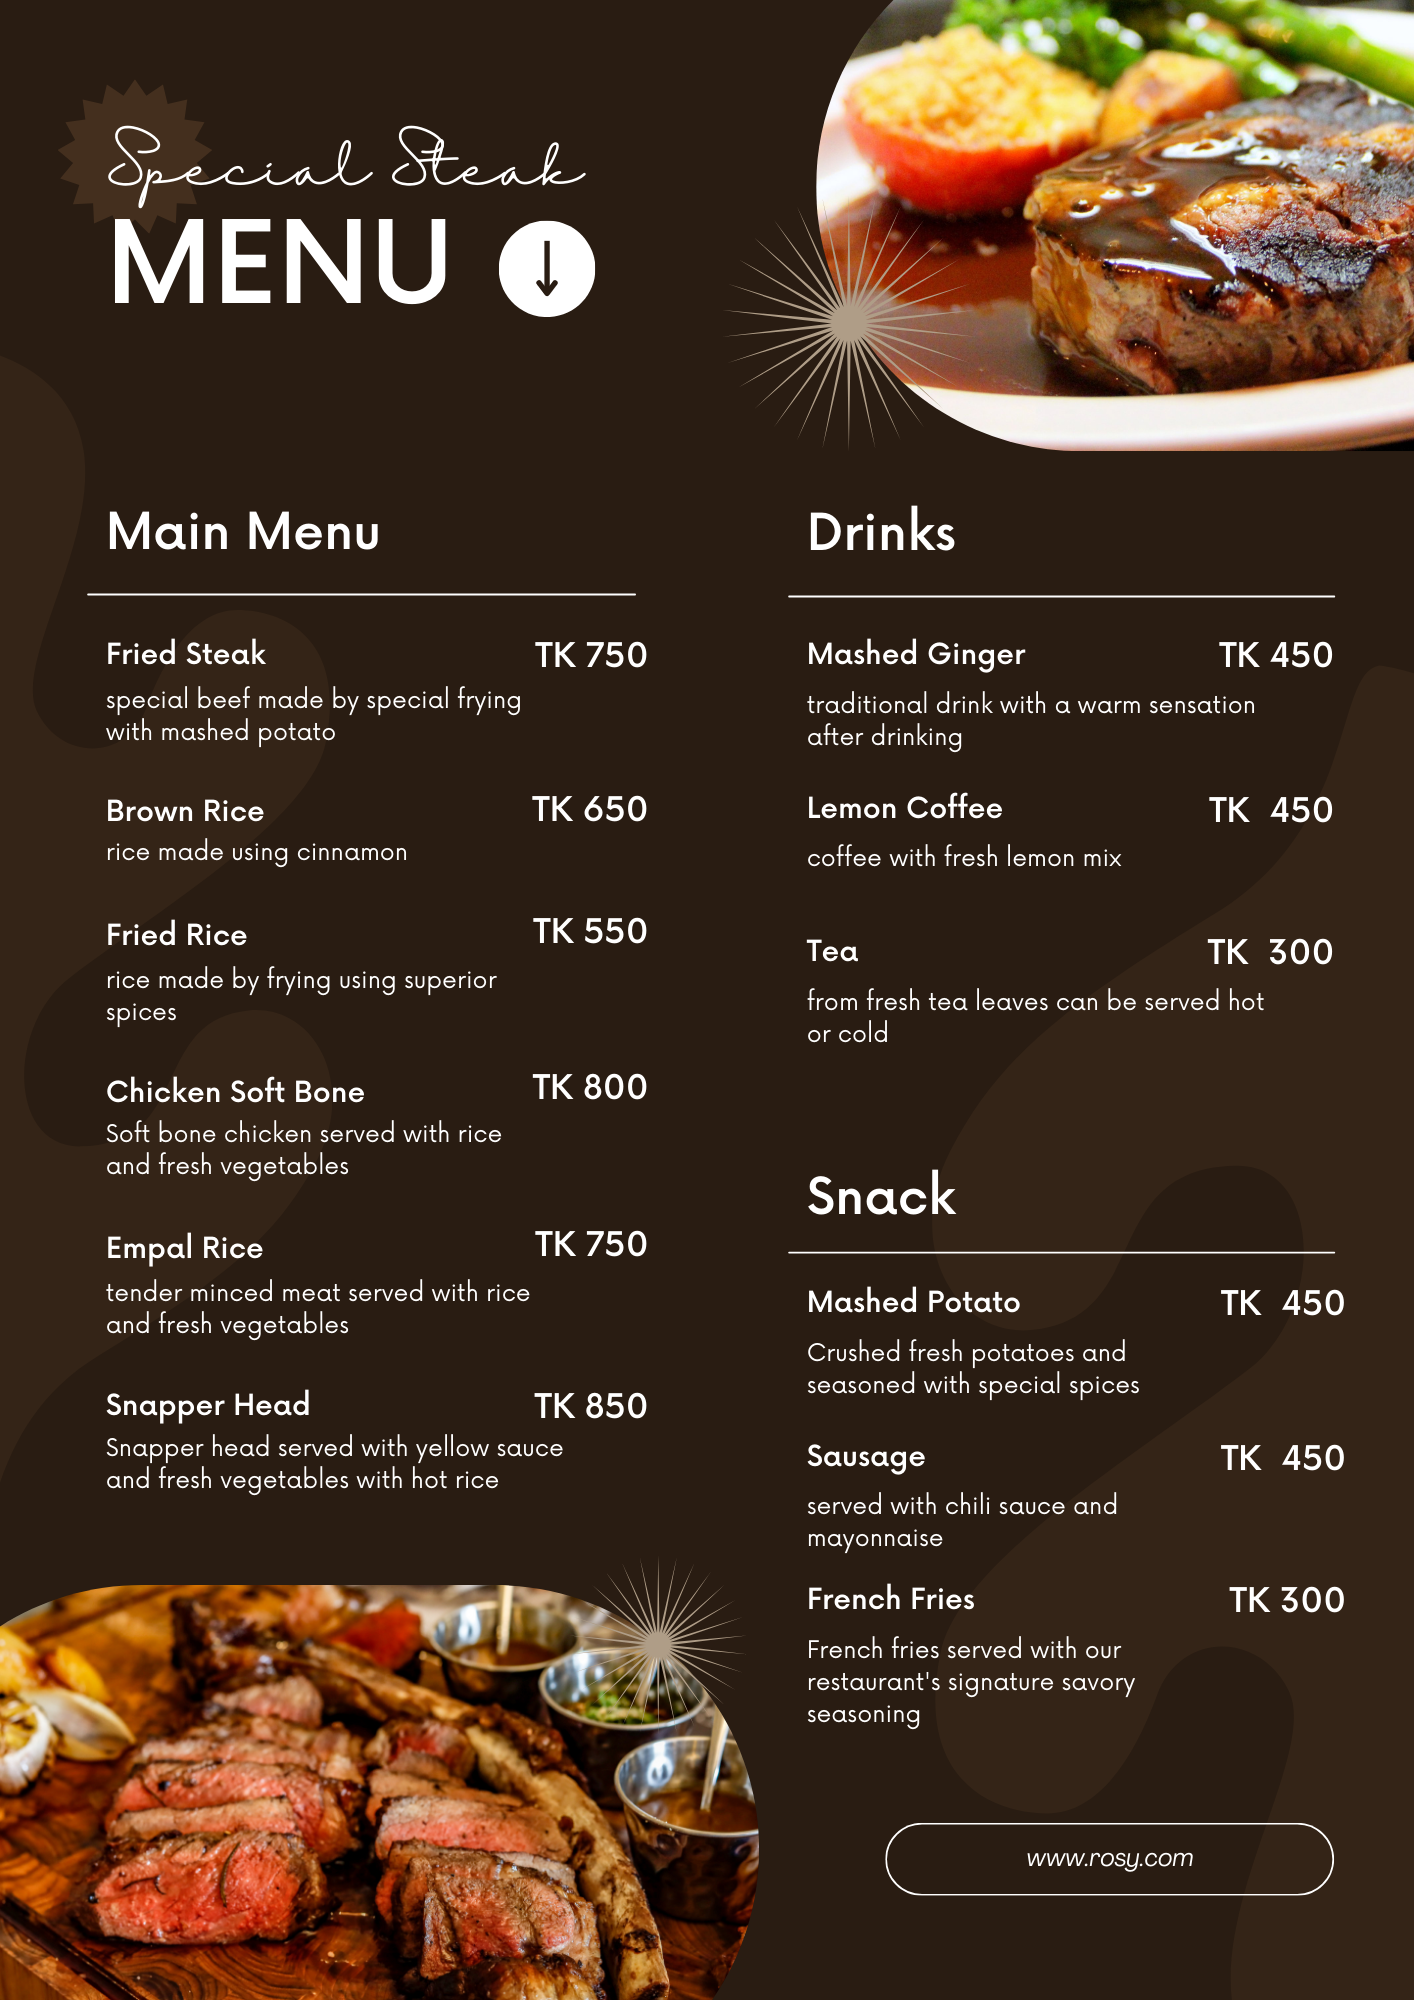 Special Steak
MENU
Main Menu
Fried Steak TK 750
special beef made by special frying
with mashed potato
Brown Rice TK 650
rice made using cinnamon
Fried Rice TK 550
rice made by frying using superior
spices
Chicken Soft Bone TK 800
Soft bone chicken served with rice
and fresh vegetables
Empal Rice TK 750
tender minced meat served with rice
and fresh vegetables
Snapper Head TK 850
Snapper head served with yellow sauce
and fresh vegetables with hot rice
Drinks
Mashed Ginger TK 450
traditional drink with a warm sensation
after drinking
Lemon Coffee TK 450
coffee with fresh lemon mix
Tea TK 300
from fresh tea leaves can be served hot
or cold
Snack
Mashed Potato TK 450
Crushed fresh potatoes and
seasoned with special spices
Sausage TK 450
served with chili sauce and
mayonnaise
French Fries TK 300
French fries served with our
restaurant's signature savory
seasoning
www.rosy.com